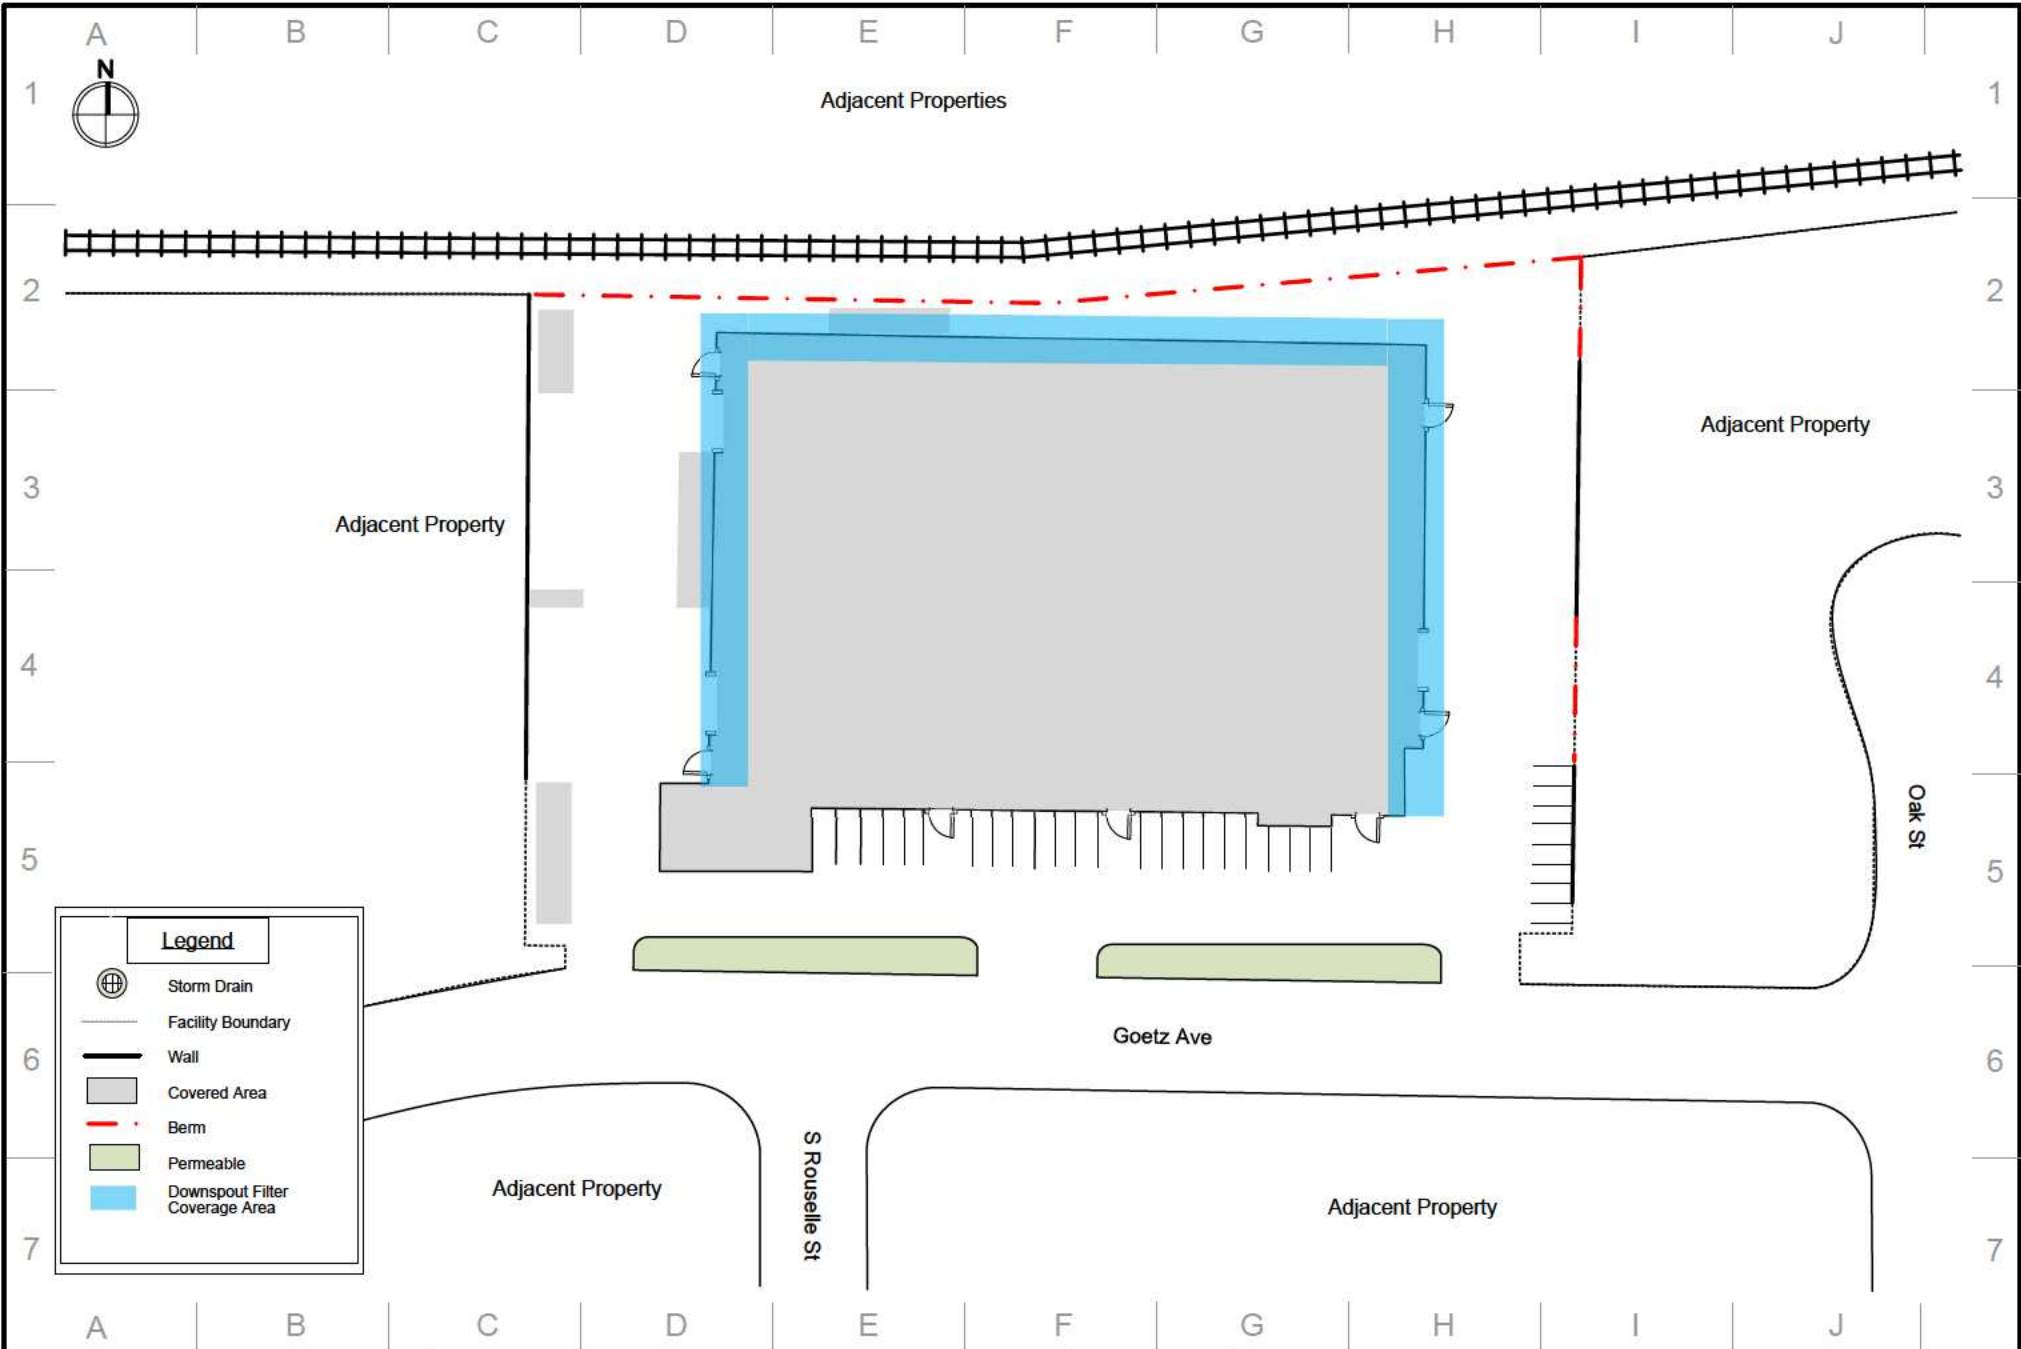 A B C D E F G H I J
N
1 Adjacent Properties 1
2 2
Adjacent Property
3 3
Adjacent Property
4 4
Oak St
5 5
Legend
Storm Drain
Facility Boundary
Wall
Covered Area
Berm
Permeable
Downspout Filter
Coverage Area
Goetz Ave
6 6
S Rouselle St
Adjacent Property
Adjacent Property
7 7
A B C D E F G H I J